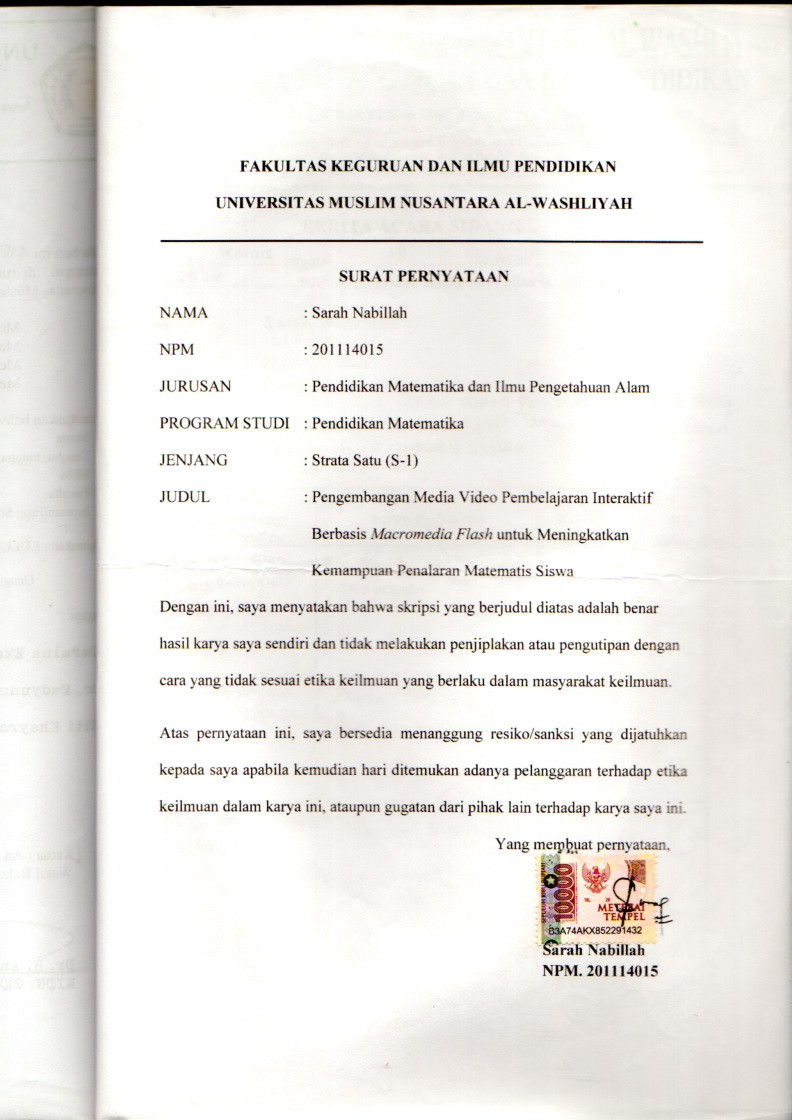 FAKULTAS KEGURUAN DAN ILMU PENDIDIKAN
UNIVERSITAS MUSLIM NUSANTARA AL-WASHLIYAH
SURAT PERNYATAAN
NAMA : Sarah Nabillah
NPM : 201114015
JURUSAN : Pendidikan Matematika dan Ilmu Pengetahuan Alam
PROGRAM STUDI : Pendidikan Matematika
JENJANG : Strata Satu (S-1)
JUDUL : Pengembangan Media Video Pembelajaran Interaktif
Berbasis Macromedia Flash untuk Meningkatkan
Kemampuan Penalaran Matematis Siswa
Dengan ini, saya menyatakan bahwa skripsi yang berjudul diatas adalah benar
hasil karya saya sendiri dan tidak melakukan penjiplakan atau pengutipan dengan
cara yang tidak sesuai etika keilmuan yang berlaku dalam masyarakat keilmuan.
Atas pernyataan ini, saya bersedia menanggung resiko/sanksi yang dijatuhkan
kepada saya apabila kemudian hari ditemukan adanya pelanggaran terhadap etika
keilmuan dalam karya ini, ataupun gugatan dari pihak lain terhadap karya saya ini.
Yang membuat pernyataan,
10000
METERAI
TEMPEL
B3A74AKX852291432
Sarah Nabillah
NPM. 201114015